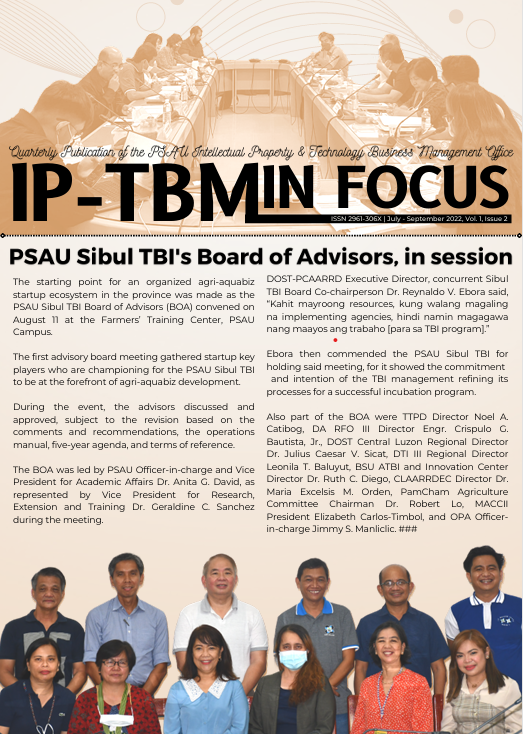 Quarterly Publication of the PSAU Intellectual Property & Technology Business Management Office
IP-TBM IN FOCUS
ISSN 2961-306X | July - September 2022, Vol. 1, Issue 2
PSAU Sibul TBI's Board of Advisors, in session
The starting point for an organized agri-aquabiz
startup ecosystem in the province was made as the
PSAU Sibul TBI Board of Advisors (BOA) convened on
August 11 at the Farmers' Training Center, PSAU
Campus.
The first advisory board meeting gathered startup key
players who are championing for the PSAU Sibul TBI
to be at the forefront of agri-aquabiz development.
During the event, the advisors discussed and
approved, subject to the revision based on the
comments and recommendations, the operations
manual, five-year agenda, and terms of reference.
The BOA was led by PSAU Officer-in-charge and Vice
President for Academic Affairs Dr. Anita G. David, as
represented by Vice President for Research,
Extension and Training Dr. Geraldine C. Sanchez
during the meeting.
DOST-PCAARRD Executive Director, concurrent Sibul
TBI Board Co-chairperson Dr. Reynaldo V. Ebora said,
"Kahit mayroong resources, kung walang magaling
na implementing agencies, hindi namin magagawa
nang maayos ang trabaho [para sa TBI program]."
Ebora then commended the PSAU Sibul TBI for
holding said meeting, for it showed the commitment
and intention of the TBI management refining its
processes for a successful incubation program.
Also part of the BOA were TTPD Director Noel A.
Catibog, DA RFO III Director Engr. Crispulo G.
Bautista, Jr., DOST Central Luzon Regional Director
Dr. Julius Caesar V. Sicat, DTI III Regional Director
Leonila T. Baluyut, BSU ATBI and Innovation Center
Director Dr. Ruth C. Diego, CLAARRDEC Director Dr.
Maria Excelsis M. Orden, PamCham Agriculture
Committee Chairman Dr. Robert Lo, MACCII
President Elizabeth Carlos-Timbol, and OPA Officer-
in-charge Jimmy S. Manliclic. ###